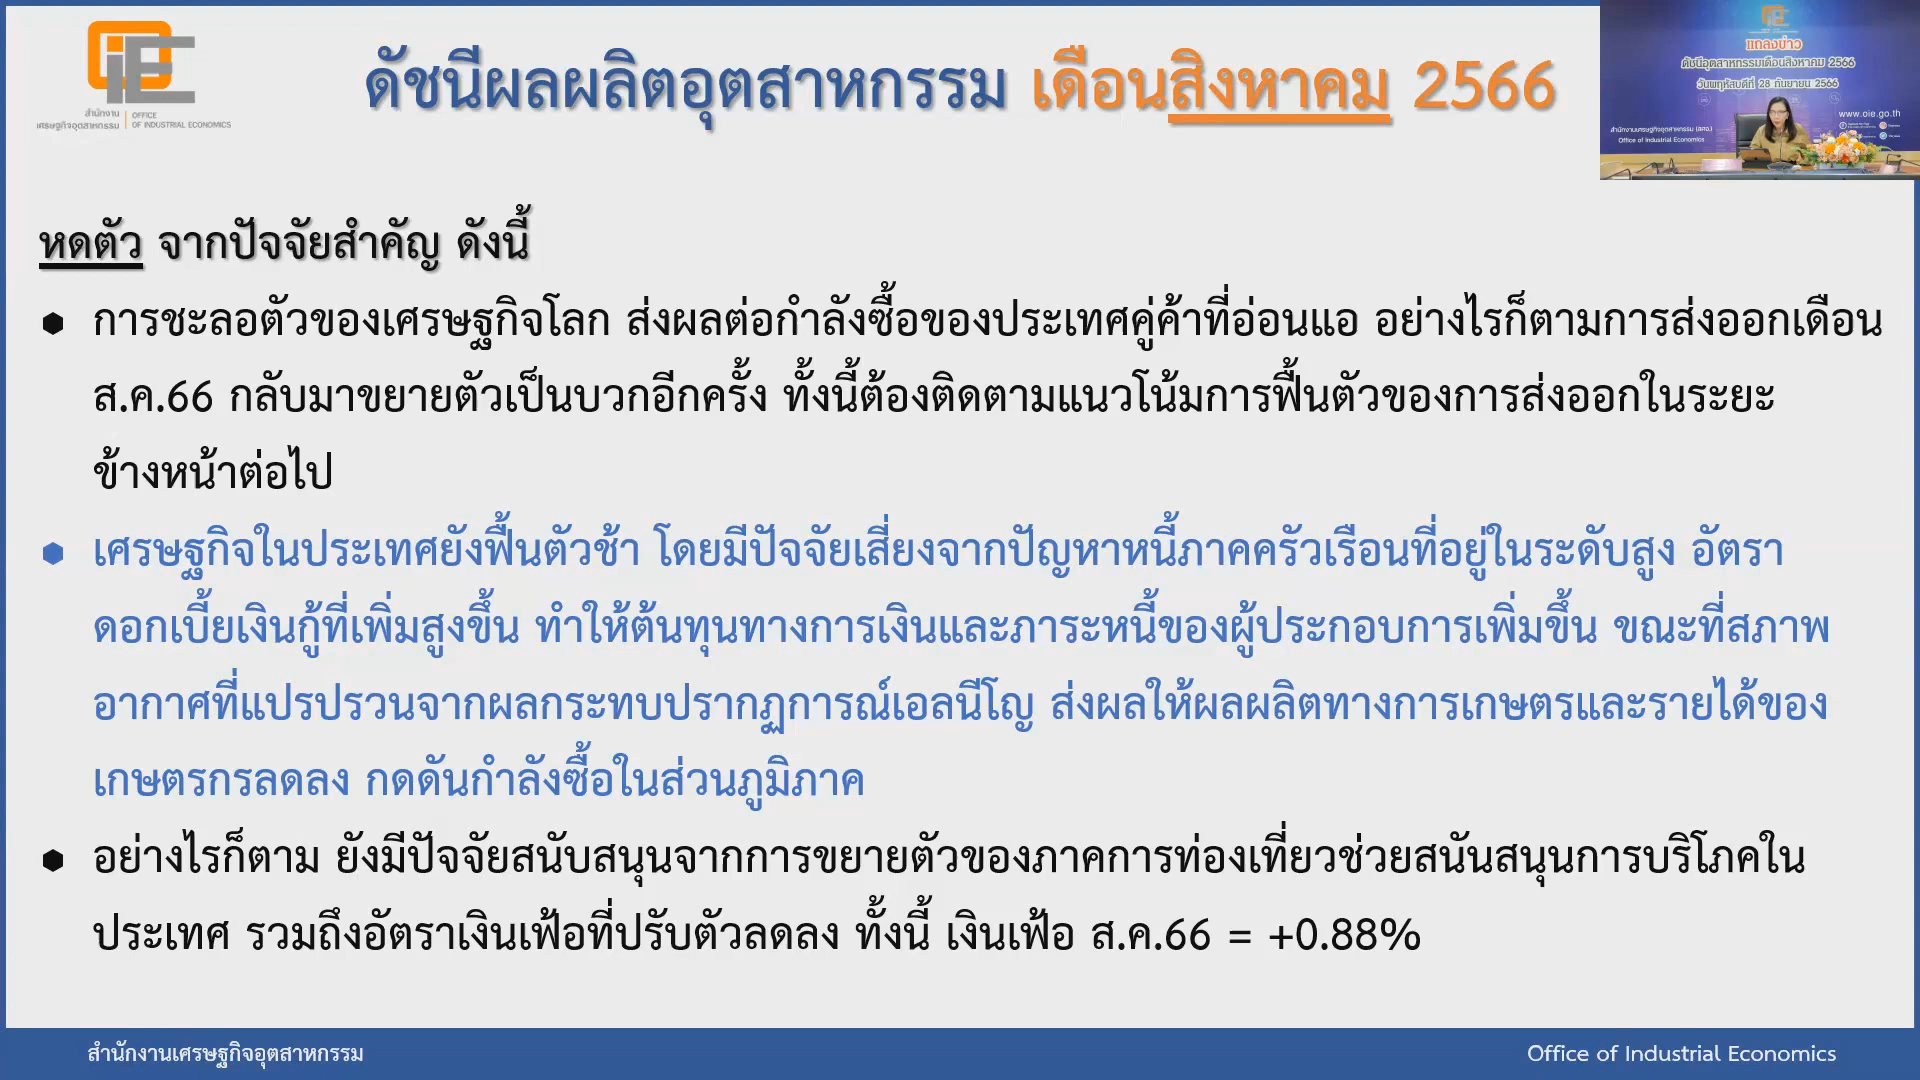 สำนักงาน
เศรษฐกิจอุตสาหกรรม
OFFICE
OF INDUSTRIAL ECONOMICS
ดัชนีผลผลิตอุตสาหกรรม เดือนสิงหาคม 2566
แถลงข่าว
ดัชนีอุตสาหกรรมเดือนสิงหาคม 2566
วันพฤหัสบดีที่ 28 กันยายน 2566
www.oie.go.th
สำนักงานเศรษฐกิจอุตสาหกรรม (สศอ.)
Office of Industrial Economics
หดตัว จากปัจจัยสำคัญ ดังนี้
การชะลอตัวของเศรษฐกิจโลก ส่งผลต่อกำลังซื้อของประเทศคู่ค้าที่อ่อนแอ อย่างไรก็ตามการส่งออกเดือน
ส.ค.66 กลับมาขยายตัวเป็นบวกอีกครั้ง ทั้งนี้ต้องติดตามแนวโน้มการฟื้นตัวของการส่งออกในระยะ
ข้างหน้าต่อไป
เศรษฐกิจในประเทศยังฟื้นตัวช้า โดยมีปัจจัยเสี่ยงจากปัญหาหนี้ภาคครัวเรือนที่อยู่ในระดับสูง อัตรา
ดอกเบี้ยเงินกู้ที่เพิ่มสูงขึ้น ทำให้ต้นทุนทางการเงินและภาระหนี้ของผู้ประกอบการเพิ่มขึ้น ขณะที่สภาพ
อากาศที่แปรปรวนจากผลกระทบปรากฏการณ์เอลนีโญ ส่งผลให้ผลผลิตทางการเกษตรและรายได้ของ
เกษตรกรลดลง กดดันกำลังซื้อในส่วนภูมิภาค
อย่างไรก็ตาม ยังมีปัจจัยสนับสนุนจากการขยายตัวของภาคการท่องเที่ยวช่วยสนันสนุนการบริโภคใน
ประเทศ รวมถึงอัตราเงินเฟ้อที่ปรับตัวลดลง ทั้งนี้ เงินเฟ้อ ส.ค.66 = +0.88%
สำนักงานเศรษฐกิจอุตสาหกรรม
Office of Industrial Economics